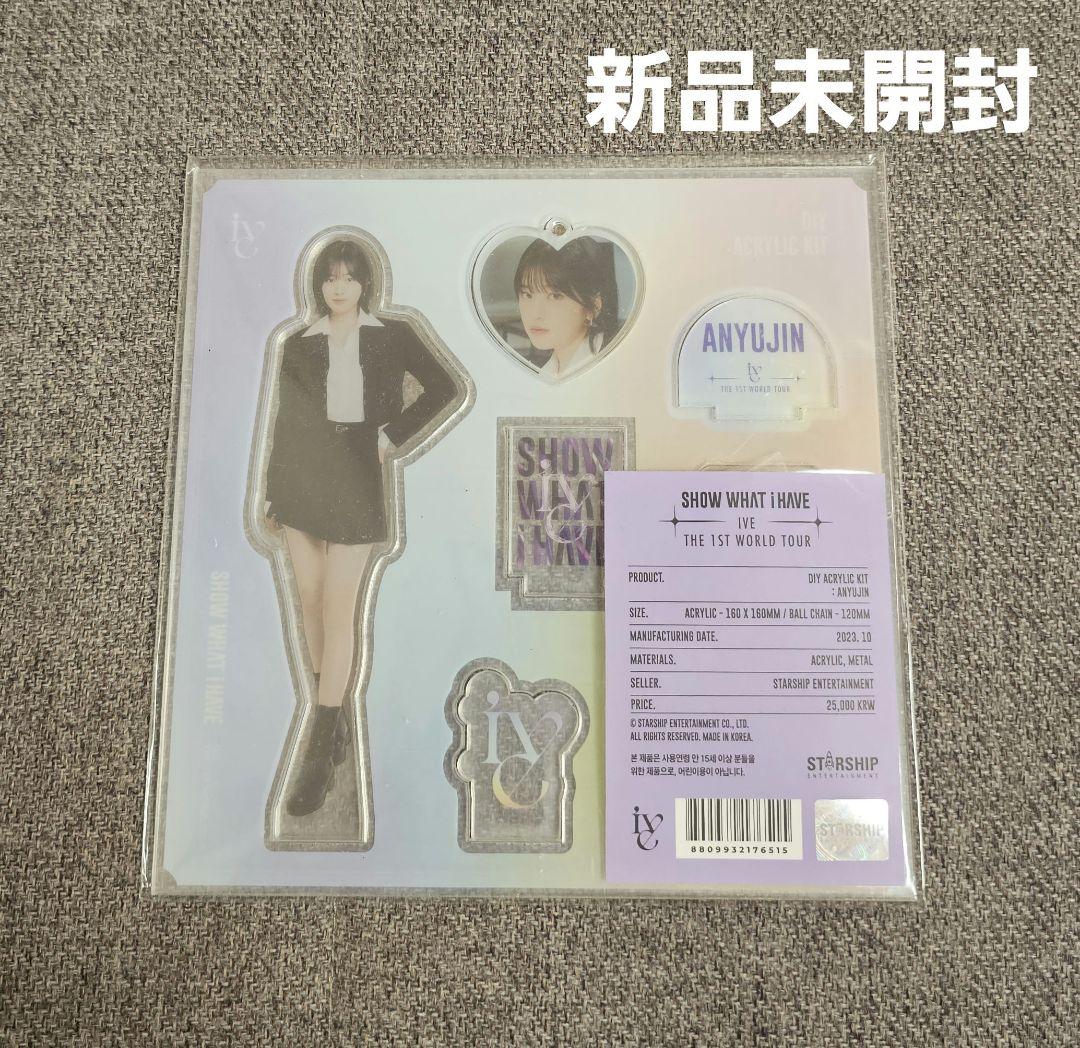 新品未開封
ive
DIY
ACRYLIC KIT
ANYUJIN
ive
THE 1ST WORLD TOUR
SHOW
WHAT
i HAVE
ive
SHOW WHAT i HAVE
ive
SHOW WHAT i HAVE
IVE
THE 1ST WORLD TOUR
PRODUCT. DIY ACRYLIC KIT
: ANYUJIN
SIZE. ACRYLIC - 160 X 160MM / BALL CHAIN - 120MM
MANUFACTURING DATE. 2023. 10
MATERIALS. ACRYLIC, METAL
SELLER. STARSHIP ENTERTAINMENT
PRICE. 25,000 KRW
© STARSHIP ENTERTAINMENT CO., LTD.
ALL RIGHTS RESERVED. MADE IN KOREA.
본 제품은 사용연령 만 15세 이상 분들을
위한 제품으로, 어린이용이 아닙니다.
STARSHIP
ENTERTAINMENT
ive
8809932176515
STARSHIP